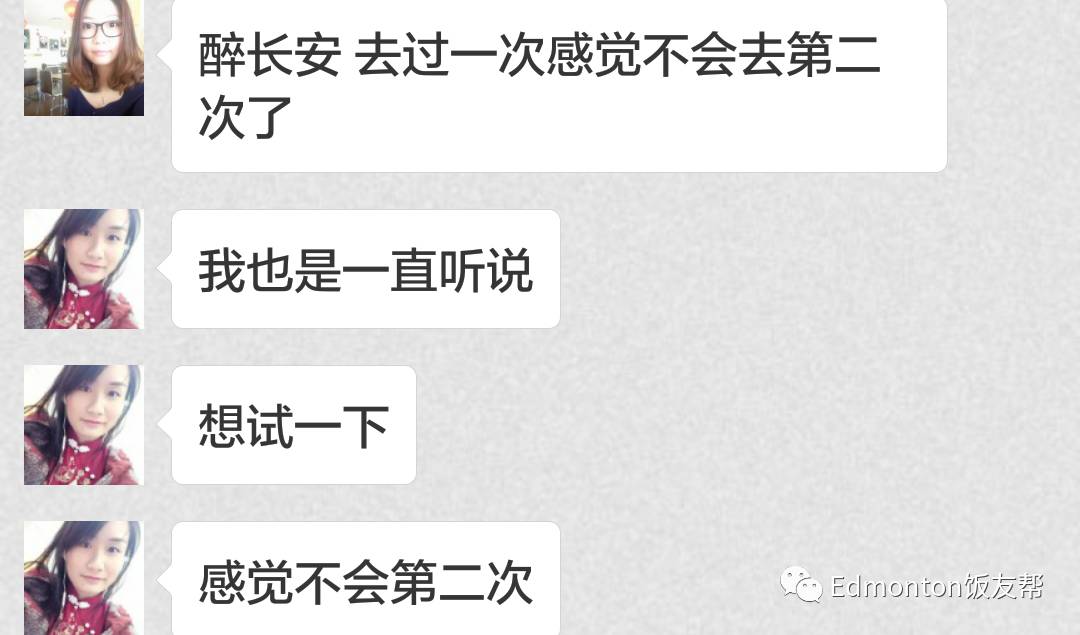 醉长安 去过一次感觉不会去第二
次了
我也是一直听说
想试一下
感觉不会第二次
Edmonton饭友帮